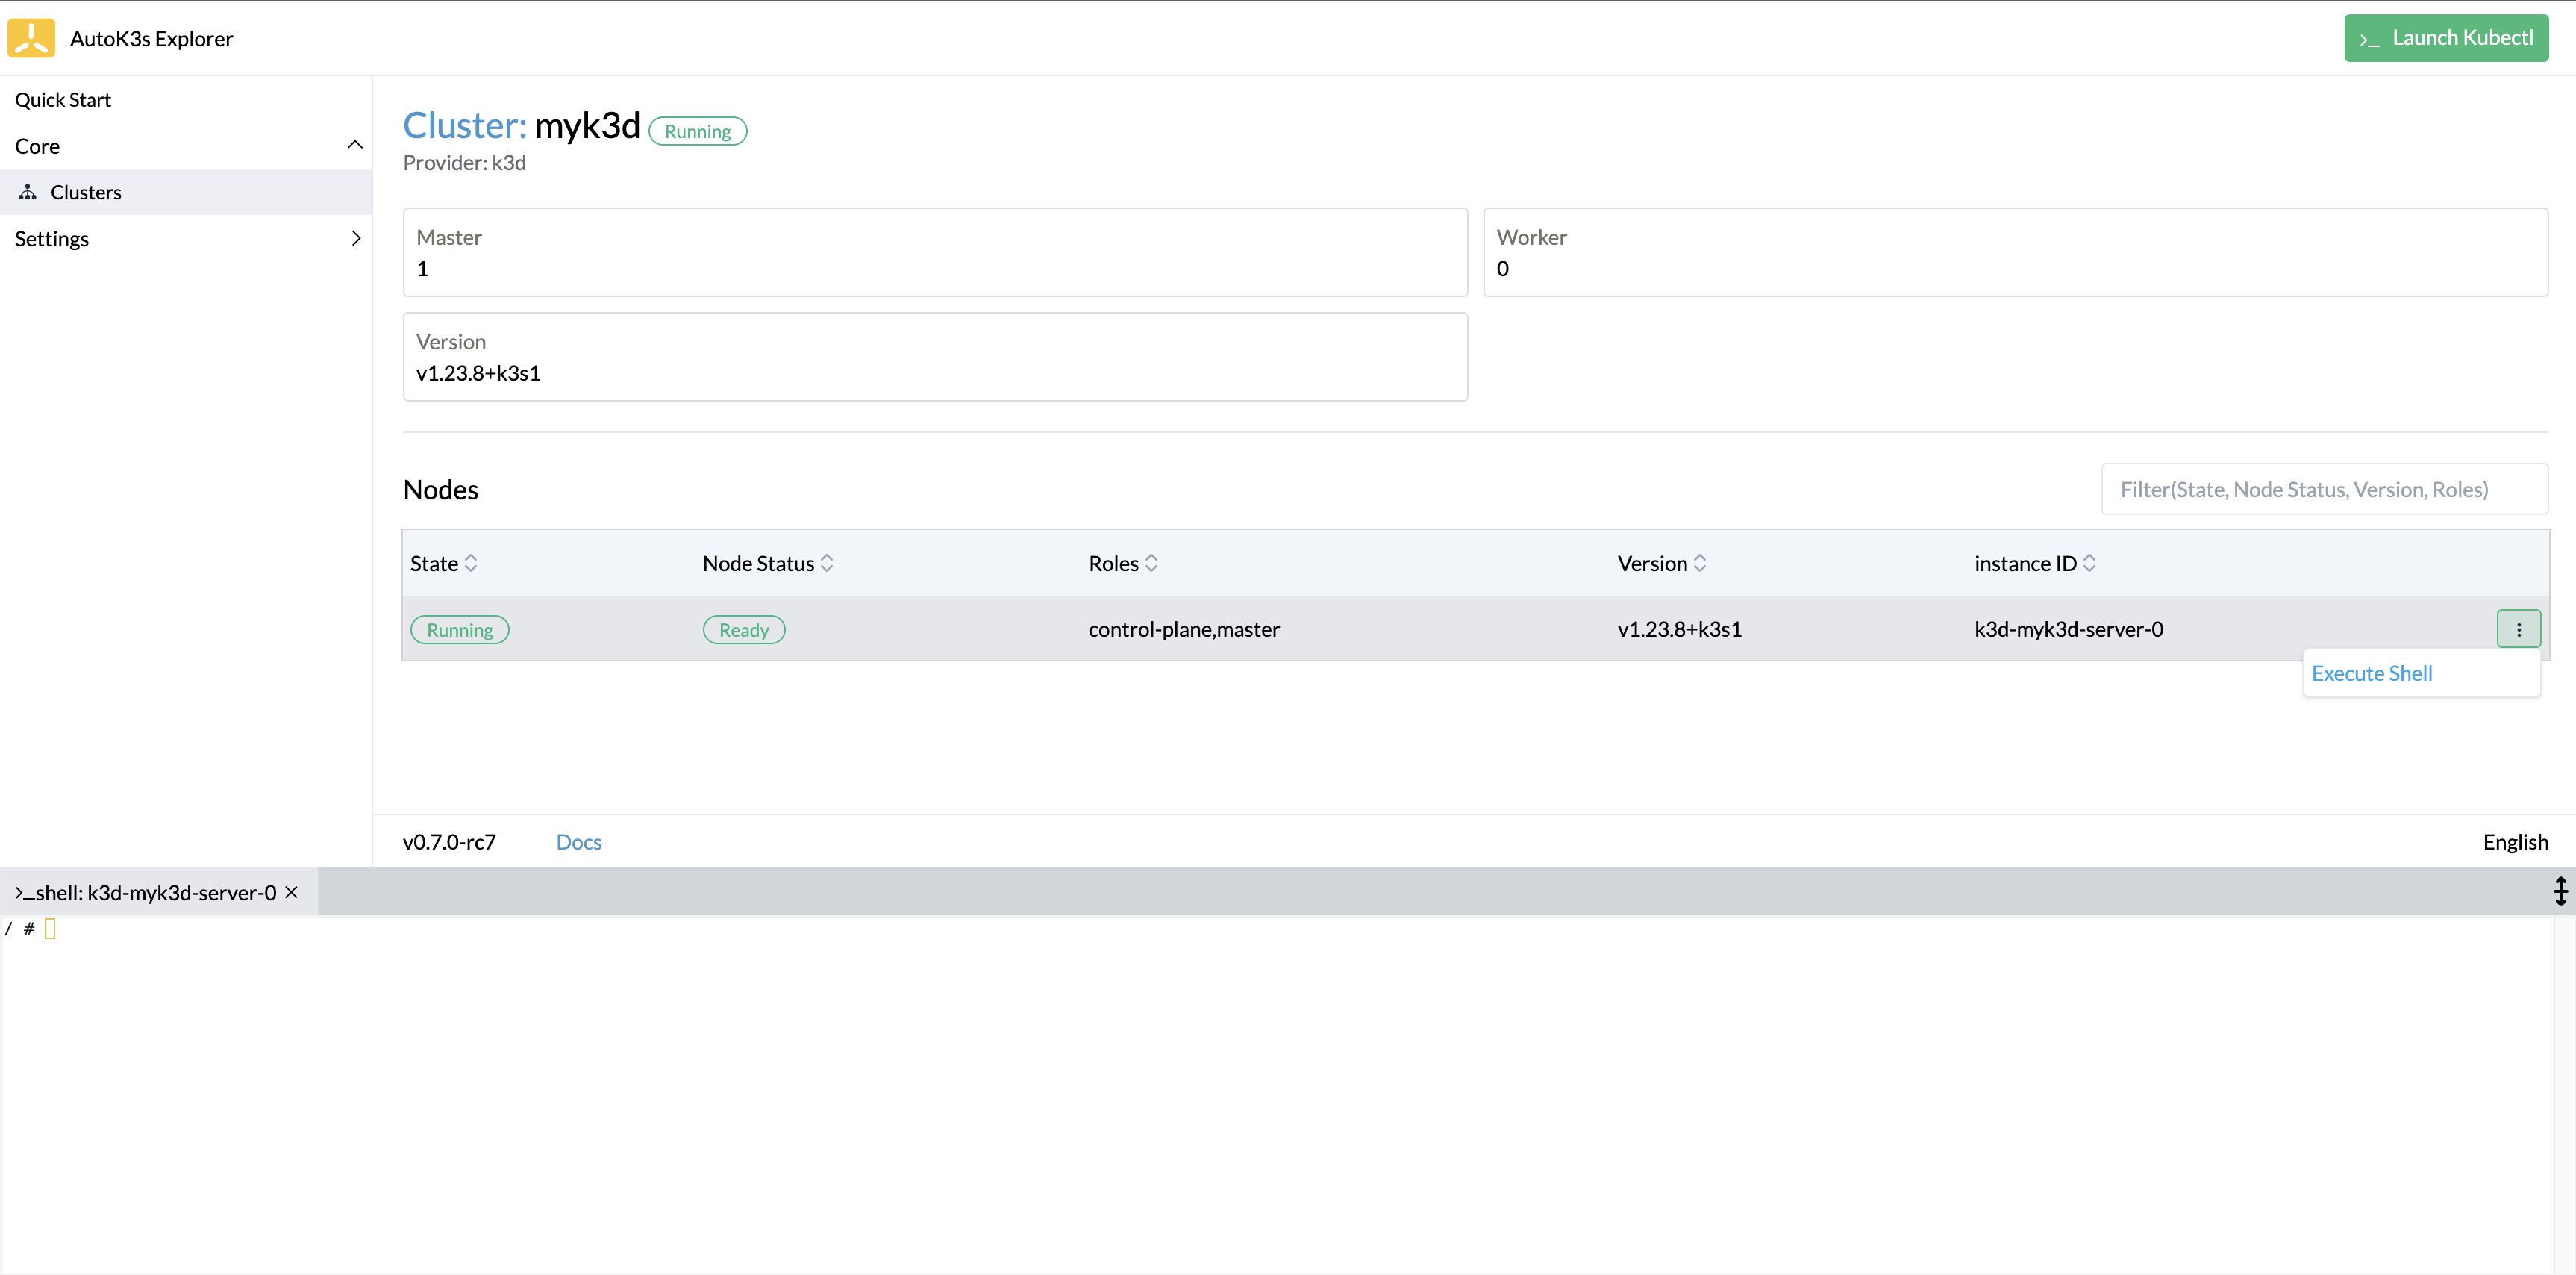 AutoK3s Explorer
>_ Launch Kubectl
Quick Start
Core
Clusters
Settings
Cluster: myk3d Running
Provider: k3d
Master
1
Worker
0
Version
v1.23.8+k3s1
Nodes
Filter(State, Node Status, Version, Roles)
State Node Status Roles Version instance ID
Running Ready control-plane,master v1.23.8+k3s1 k3d-myk3d-server-0
Execute Shell
v0.7.0-rc7 Docs English
>_shell: k3d-myk3d-server-0
/ #